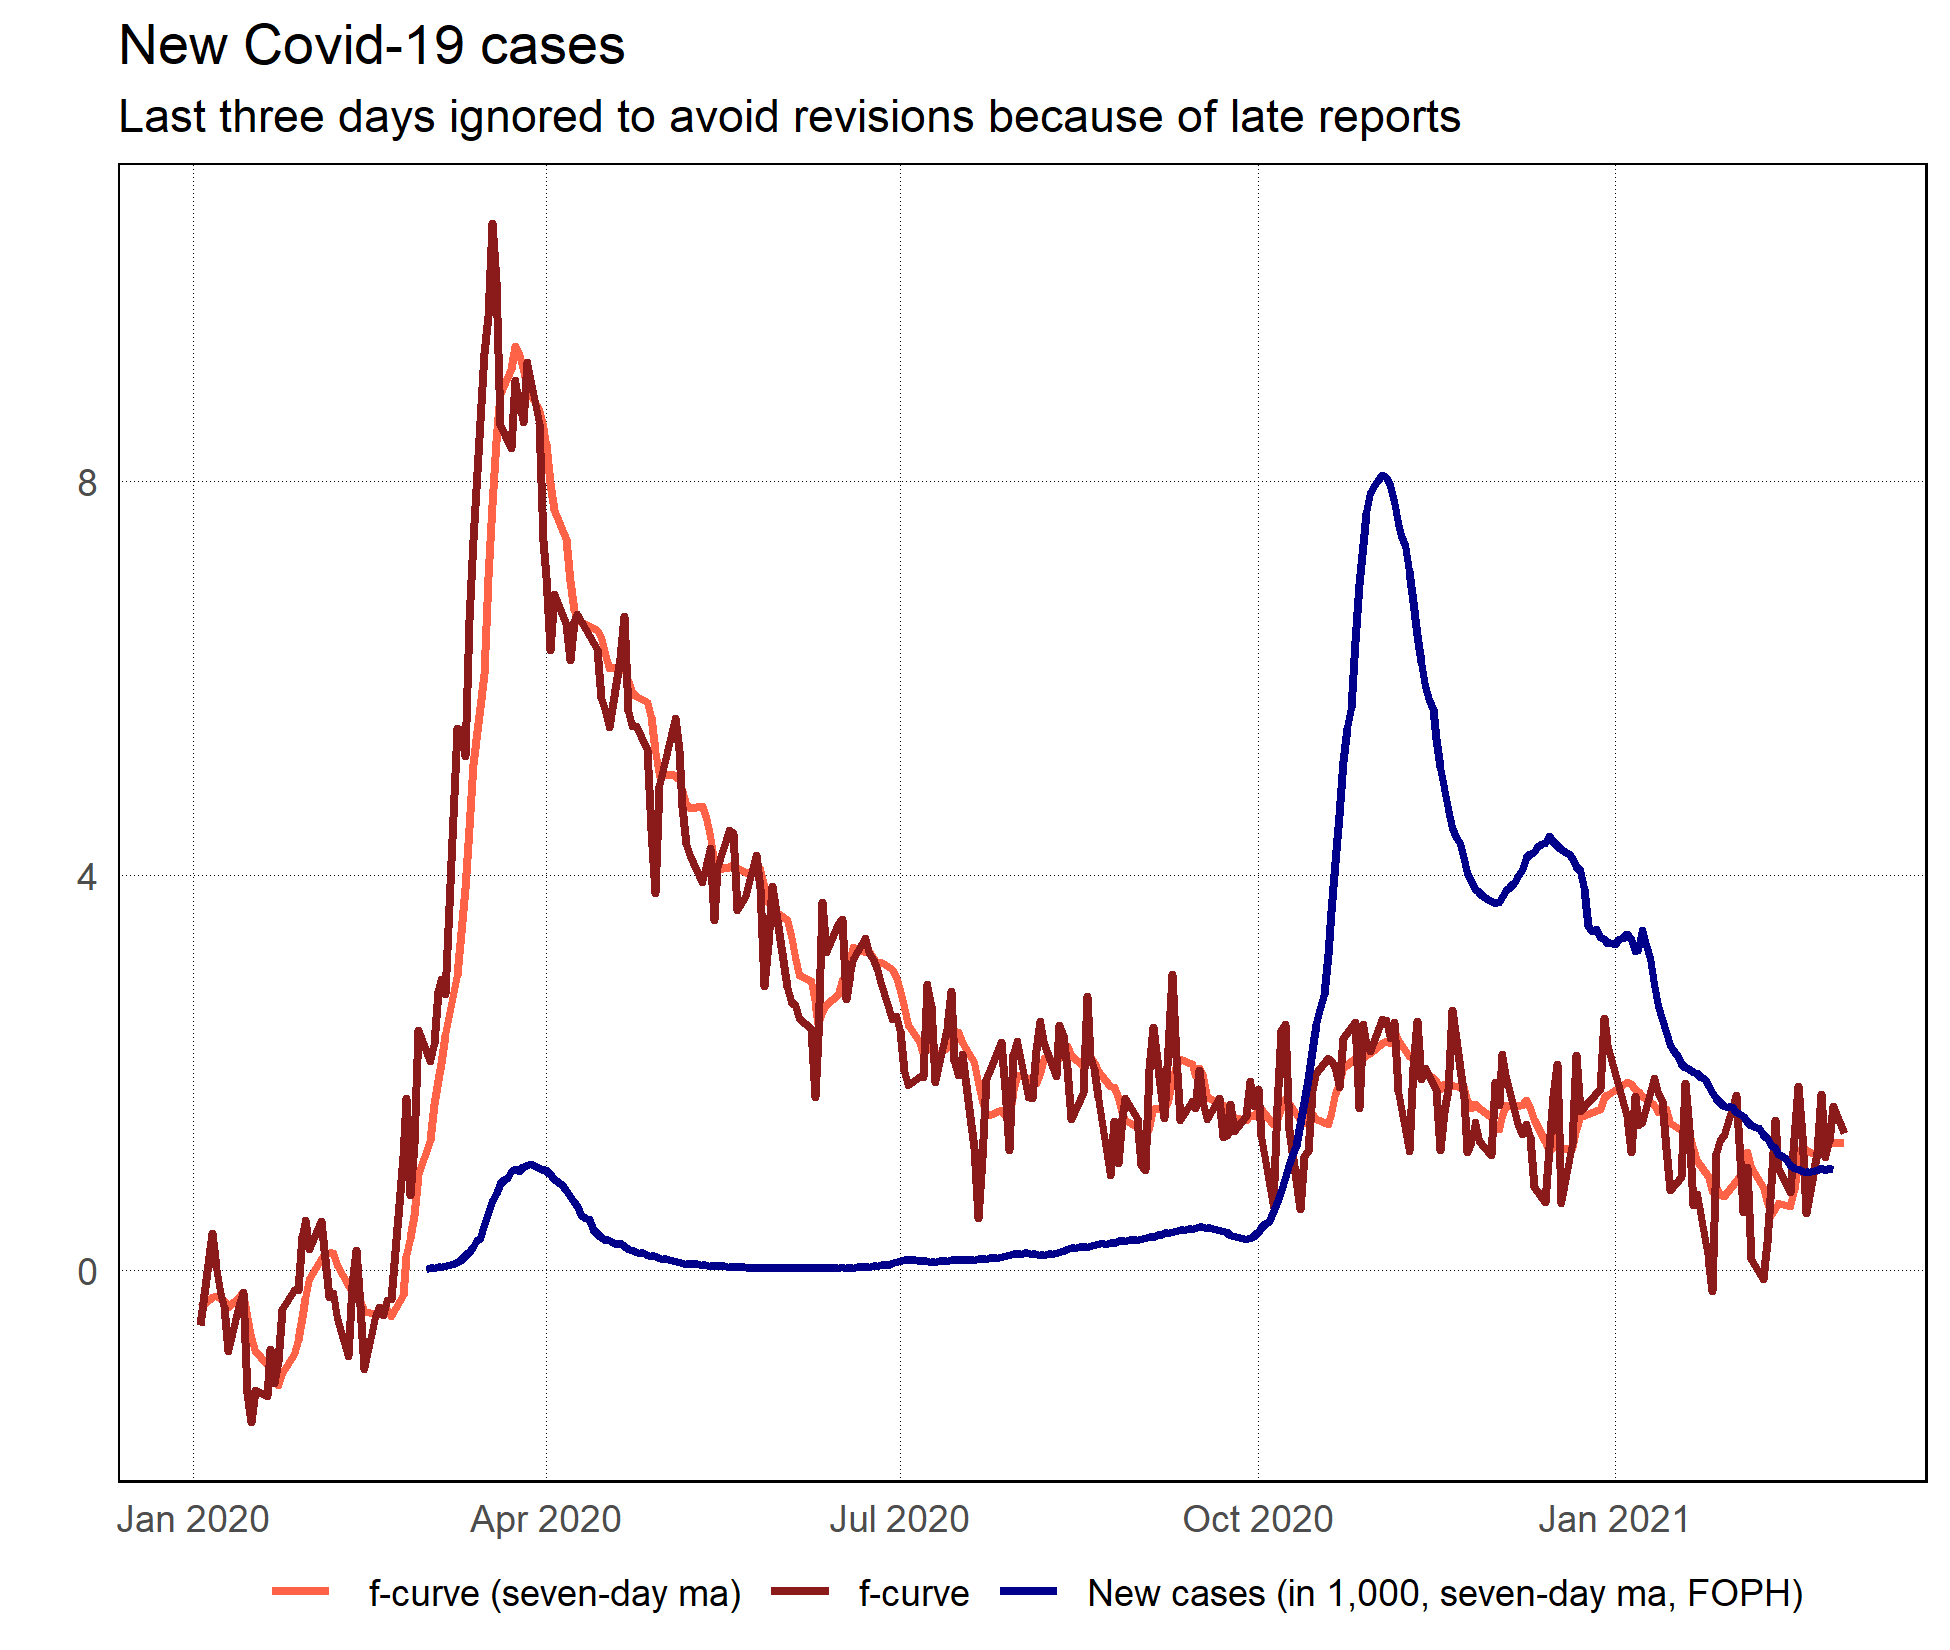 New Covid-19 cases
Last three days ignored to avoid revisions because of late reports
8
4
0
Jan 2020 Apr 2020 Jul 2020 Oct 2020 Jan 2021
f-curve (seven-day ma) f-curve New cases (in 1,000, seven-day ma, FOPH)